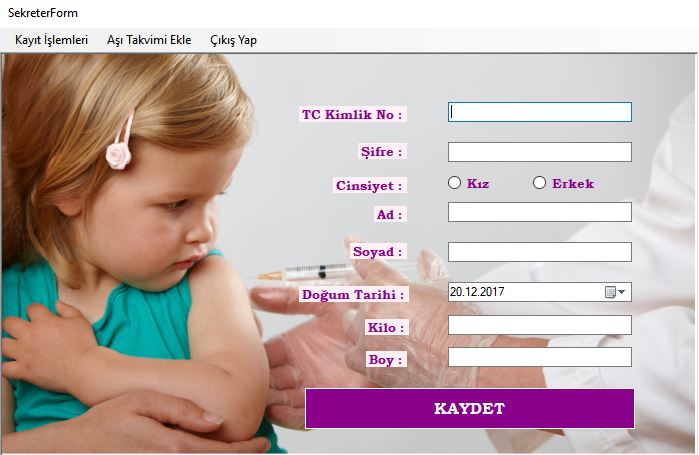 SekreterForm
Kayıt İşlemleri Aşı Takvimi Ekle Çıkış Yap
TC Kimlik No :
Şifre :
Cinsiyet : Kız Erkek
Ad :
Soyad :
Doğum Tarihi : 20.12.2017
Kilo :
Boy :
KAYDET